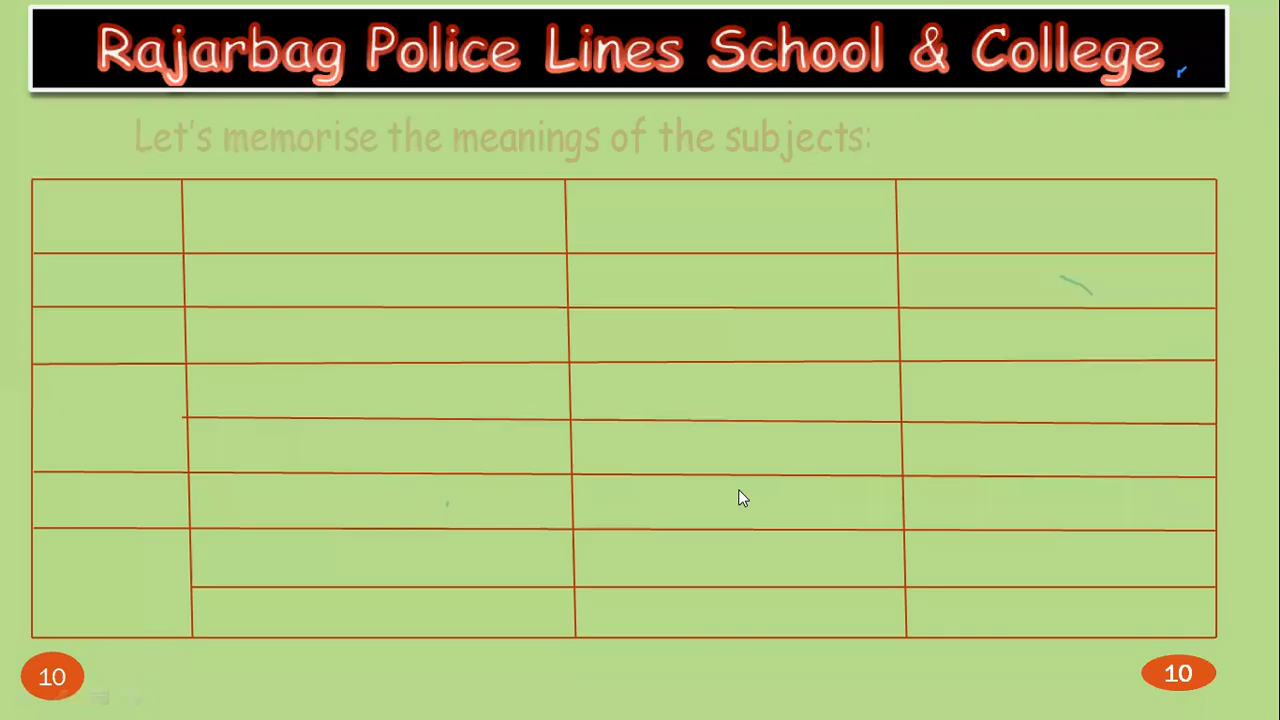 Rajarbag Police Lines School & College
Let's memorise the meanings of the subjects:
10
10